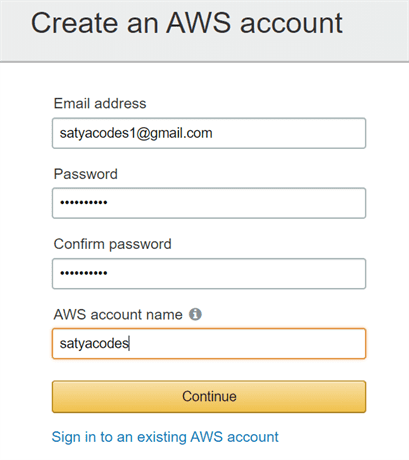 Create an AWS account
Email address
satyacodes1@gmail.com
Password
••••••••••
Confirm password
••••••••••
AWS account name
satyacodes
Continue
Sign in to an existing AWS account